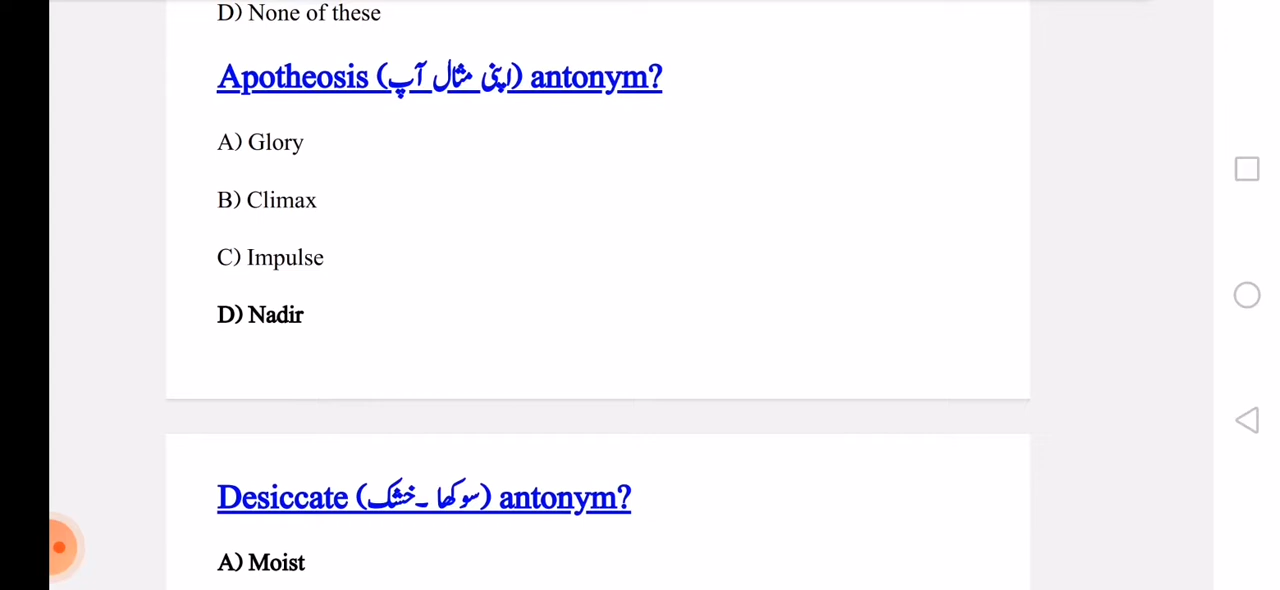 D) None of these
Apotheosis (اپنی مثال آپ) antonym?
A) Glory
B) Climax
C) Impulse
D) Nadir
Desiccate (سوکھا ۔خشک) antonym?
A) Moist